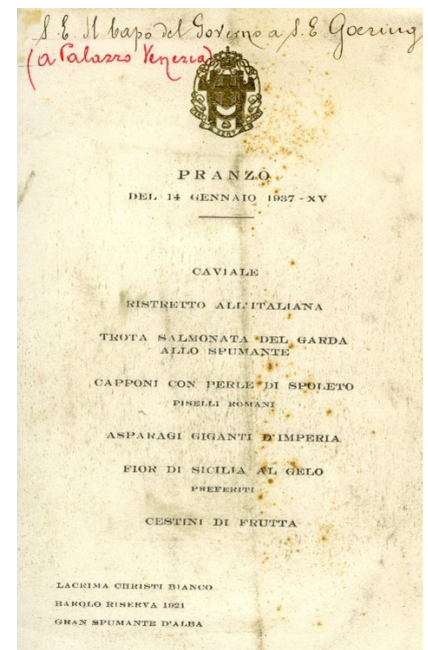 S. E. Il Capo del Governo a S. E. Goering
(a Palazzo Venezia)
FERT
PRANZO
DEL 14 GENNAIO 1937 - XV
CAVIALE
RISTRETTO ALL'ITALIANA
TROTA SALMONATA DEL GARDA
ALLO SPUMANTE
CAPPONI CON PERLE DI SPOLETO
PISELLI ROMANI
ASPARAGI GIGANTI D'IMPERIA
FIOR DI SICILIA AL GELO
PREFERITI
CESTINI DI FRUTTA
LACRIMA CHRISTI BIANCO
BAROLO RISERVA 1921
GRAN SPUMANTE D'ALBA